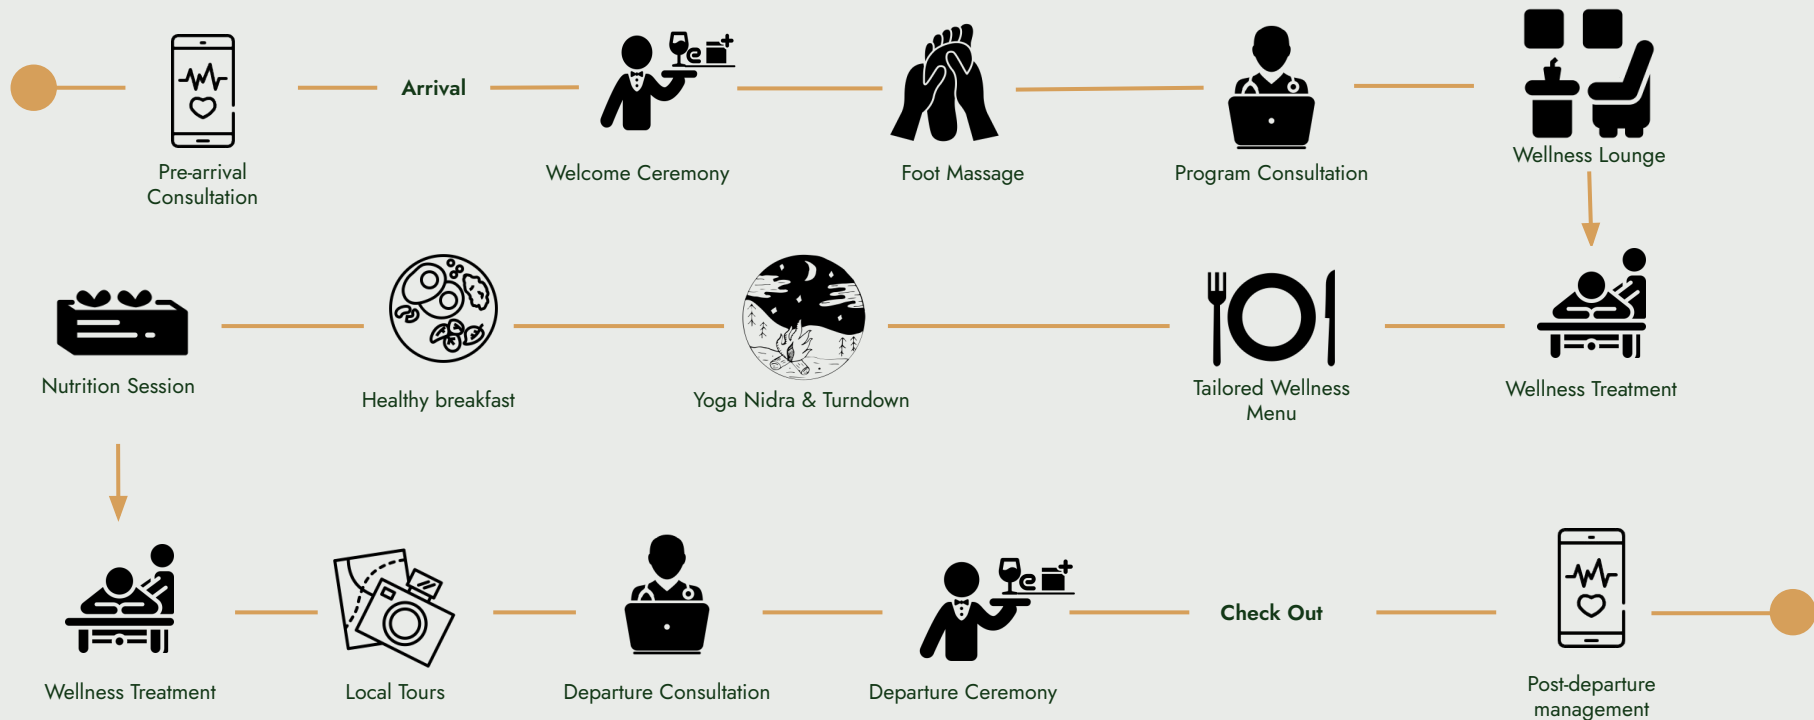 Pre-arrival
Consultation
Arrival
Welcome Ceremony
Foot Massage
Program Consultation
Wellness Lounge
Nutrition Session
Healthy breakfast
Yoga Nidra & Turndown
Tailored Wellness
Menu
Wellness Treatment
Wellness Treatment
Local Tours
Departure Consultation
Departure Ceremony
Check Out
Post-departure
management